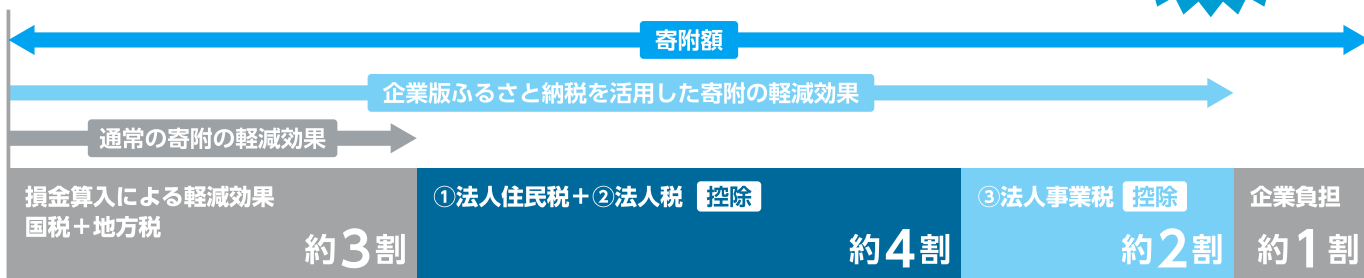 寄附額
企業版ふるさと納税を活用した寄附の軽減効果
通常の寄附の軽減効果
損金算入による軽減効果
国税＋地方税
約3割
①法人住民税＋②法人税 控除
約4割
③法人事業税 控除
約2割
企業負担
約1割